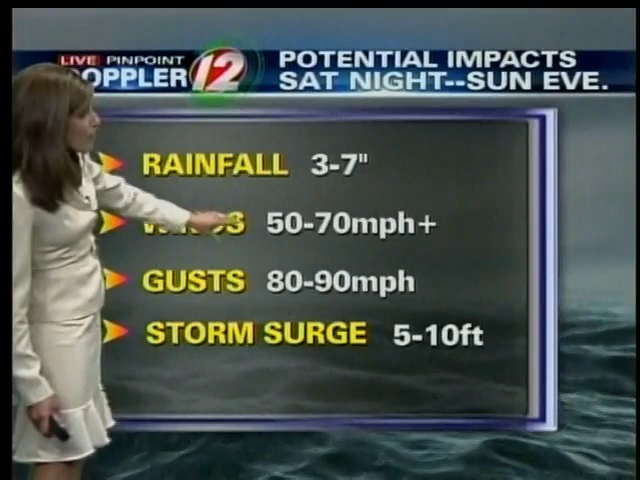 LIVE PINPOINT
DOPPLER 12
POTENTIAL IMPACTS
SAT NIGHT--SUN EVE.
RAINFALL 3-7"
50-70mph+
GUSTS 80-90mph
STORM SURGE 5-10ft